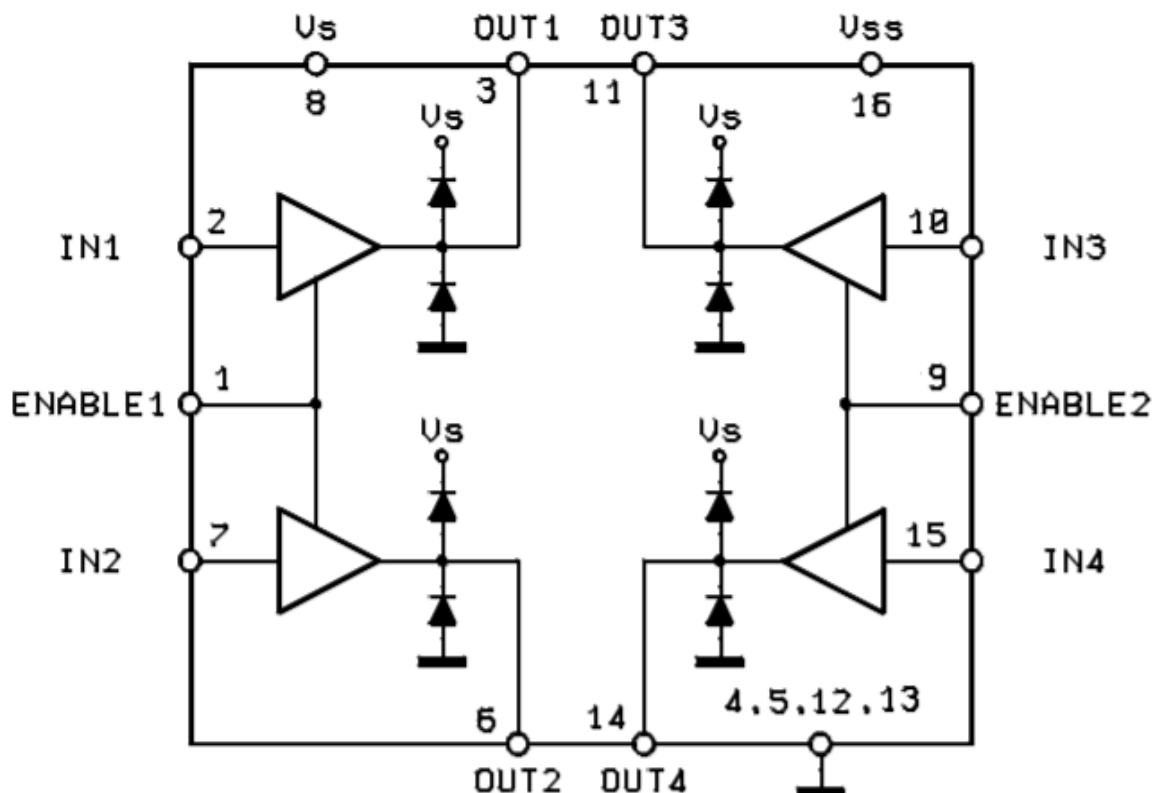 Vs OUT1 OUT3 Vss
8 3 11 16
Vs Vs
2 10
IN1 IN3
1 9
ENABLE1 ENABLE2
Vs Vs
7 15
IN2 IN4
4,5,12,13
6 14
OUT2 OUT4